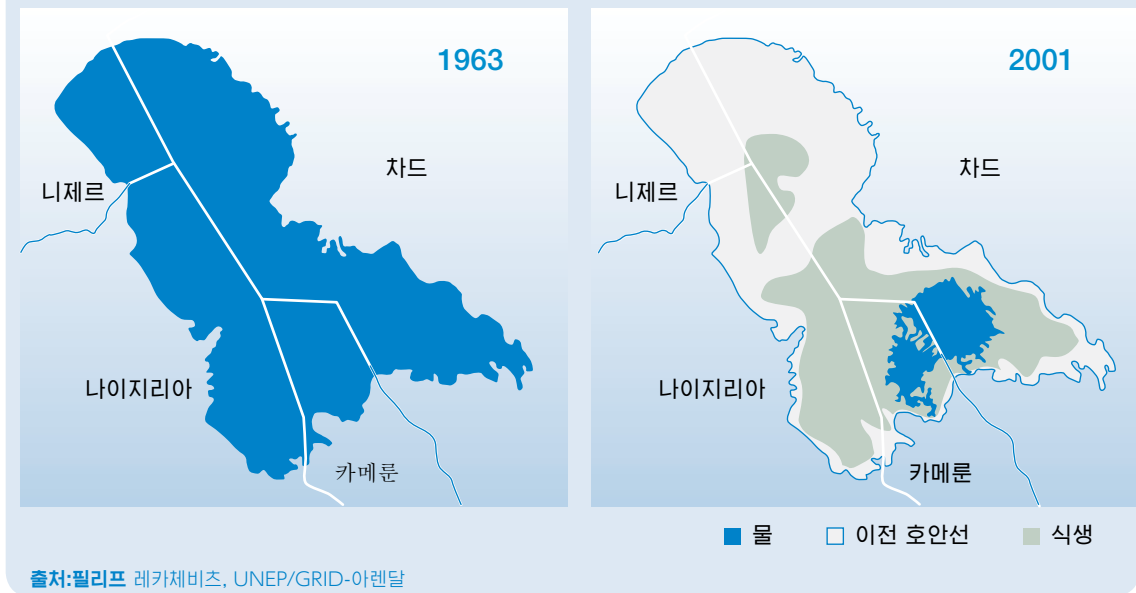 1963
차드
니제르
나이지리아
카메룬
2001
차드
니제르
나이지리아
카메룬
물 이전 호안선 식생
출처:필리프 레카체비츠, UNEP/GRID-아렌달